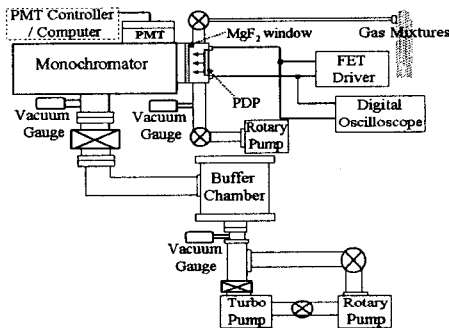 PMT Controller
/ Computer
PMT
MgF2 window
Gas Mixtures
Monochromator
FET
Driver
PDP
Vacuum
Gauge
Vacuum
Gauge
Rotary
Pump
Digital
Oscilloscope
Buffer
Chamber
Vacuum
Gauge
Turbo
Pump
Rotary
Pump